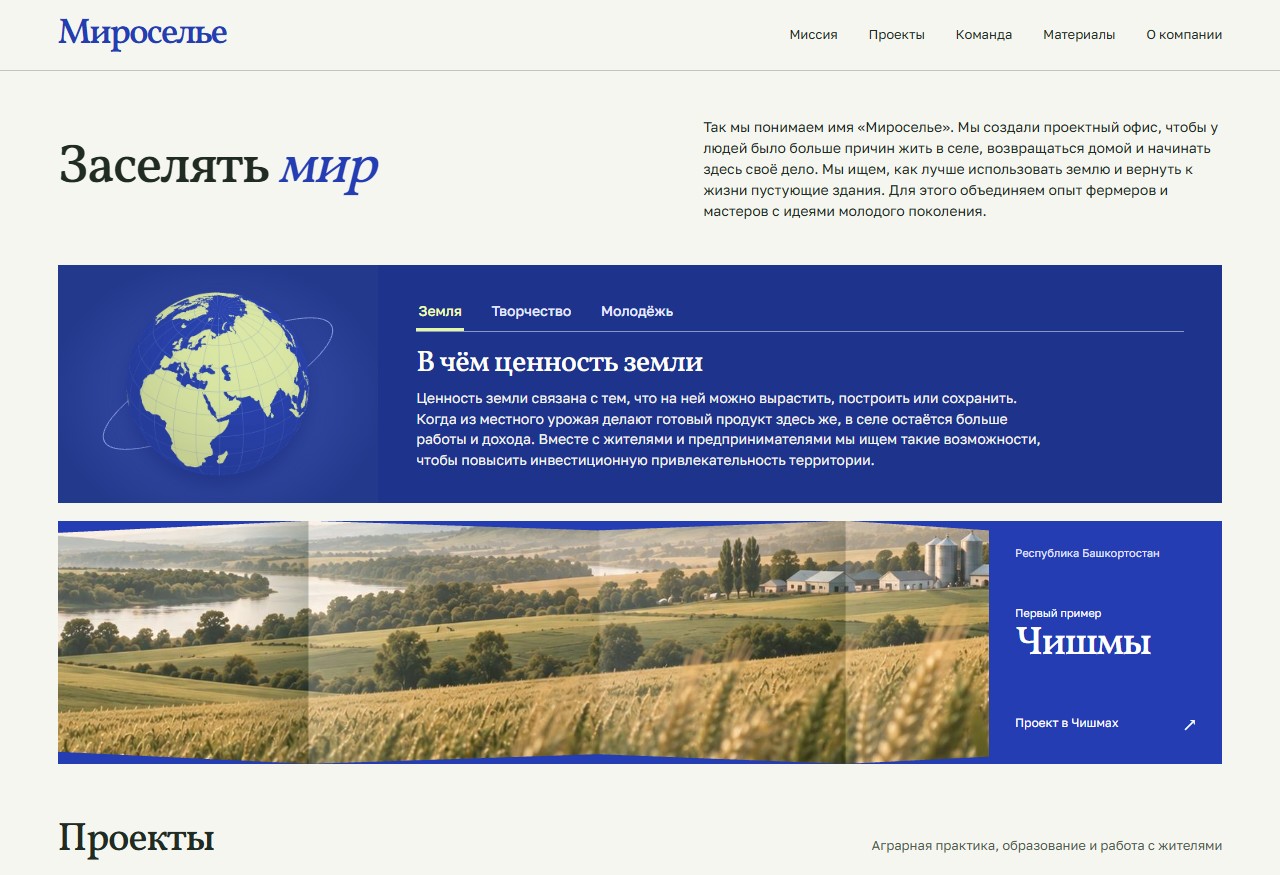 Мироселье
Миссия
Проекты
Команда
Материалы
О компании
Заселять мир
Так мы понимаем имя «Мироселье». Мы создали проектный офис, чтобы у
людей было больше причин жить в селе, возвращаться домой и начинать
здесь своё дело. Мы ищем, как лучше использовать землю и вернуть к
жизни пустующие здания. Для этого объединяем опыт фермеров и
мастеров с идеями молодого поколения.
Земля
Творчество
Молодёжь
В чём ценность земли
Ценность земли связана с тем, что на ней можно вырастить, построить или сохранить.
Когда из местного урожая делают готовый продукт здесь же, в селе остаётся больше
работы и дохода. Вместе с жителями и предпринимателями мы ищем такие возможности,
чтобы повысить инвестиционную привлекательность территории.
Республика Башкортостан
Первый пример
Чишмы
Проект в Чишмах ↗
Проекты
Аграрная практика, образование и работа с жителями